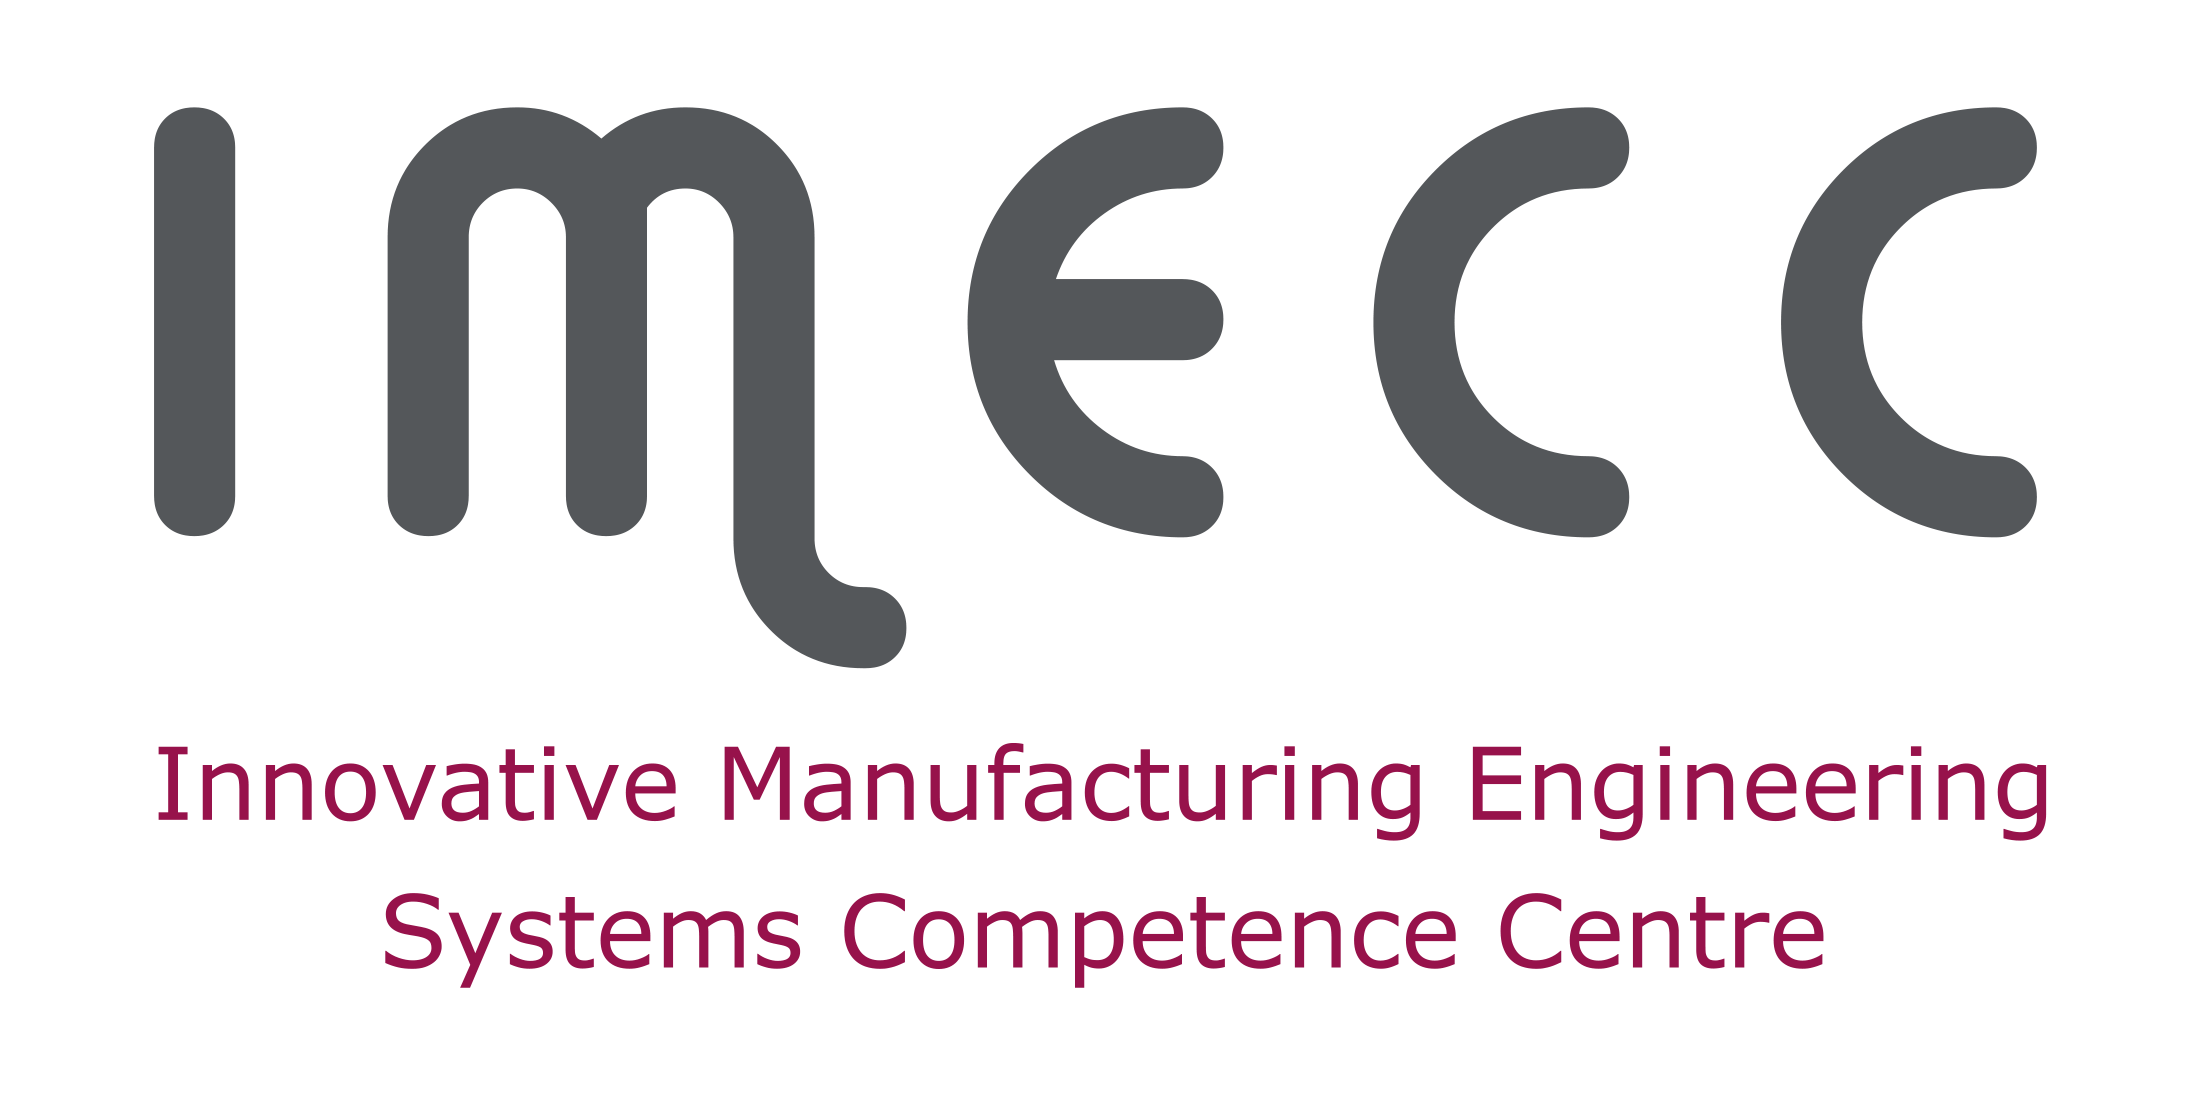 IMECC
Innovative Manufacturing Engineering
Systems Competence Centre